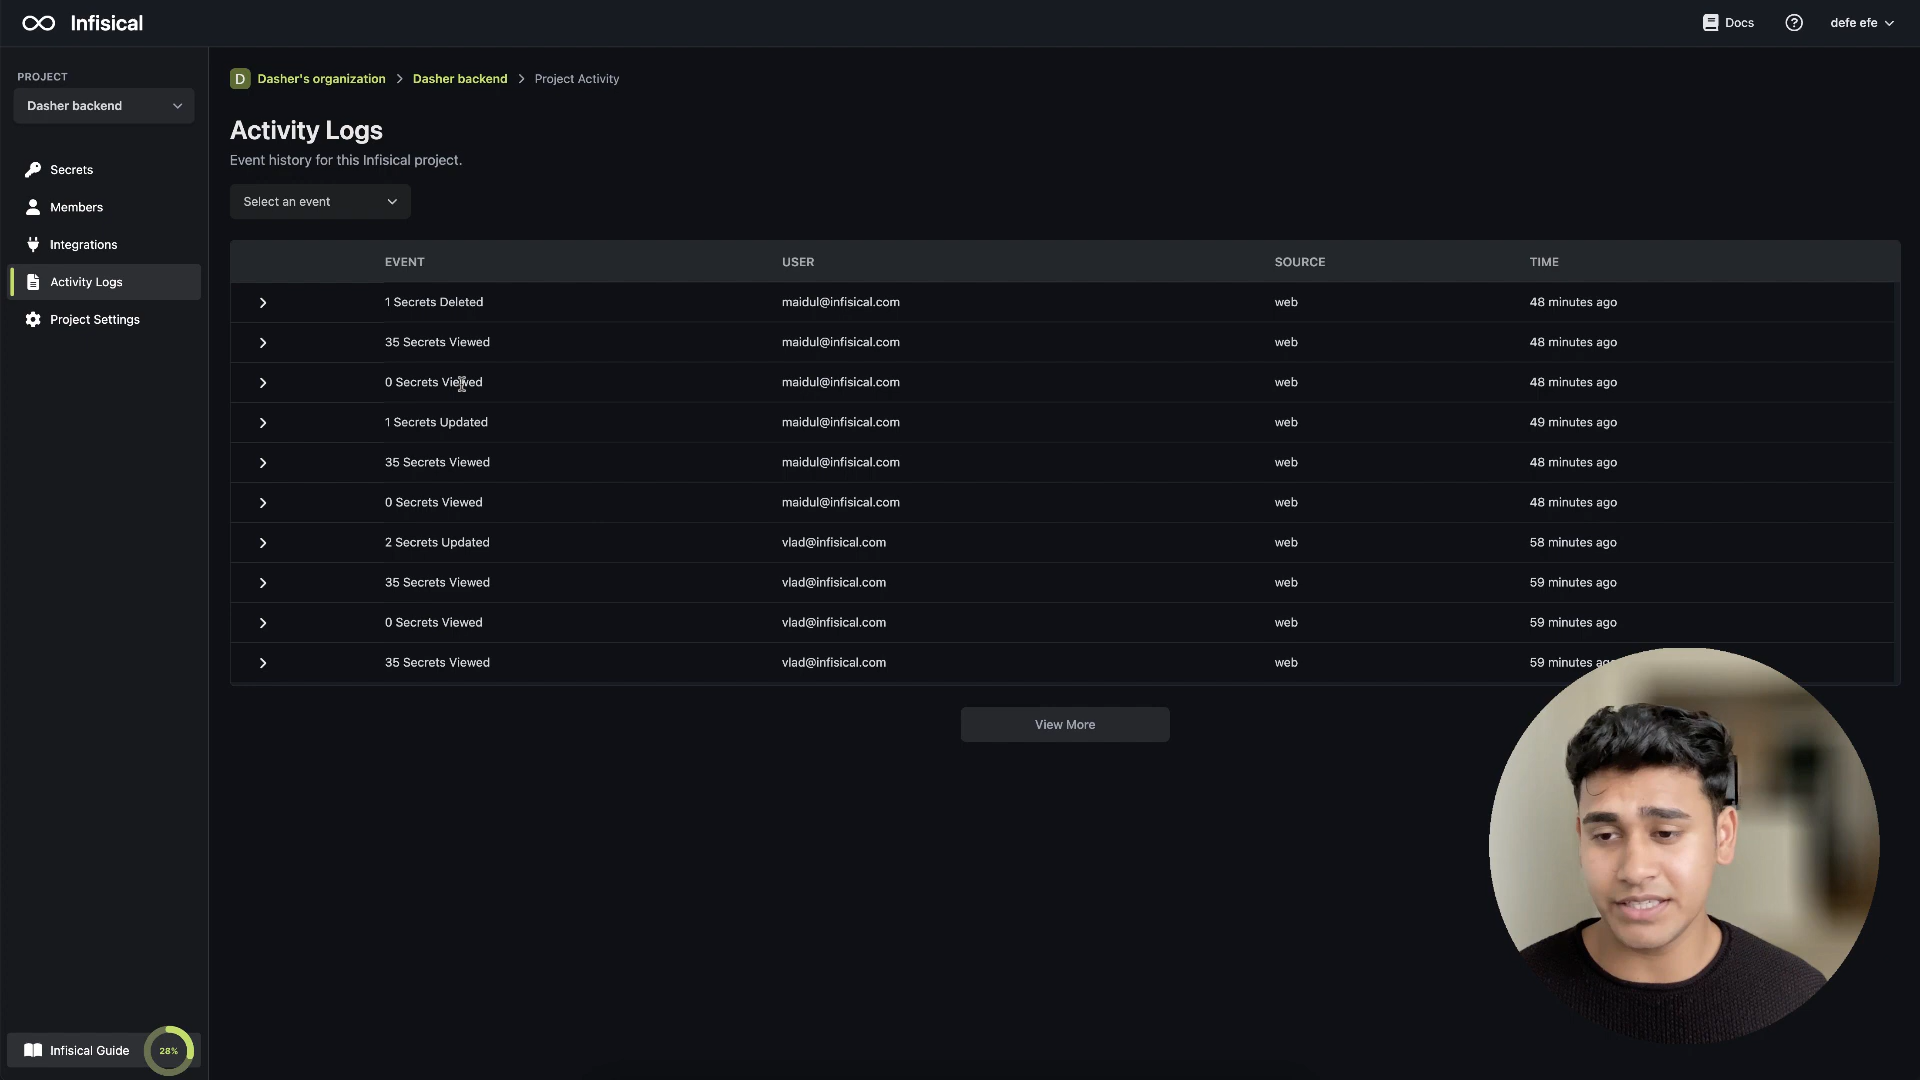 Infisical
Docs
defe efe
PROJECT
Dasher backend
Secrets
Members
Integrations
Activity Logs
Project Settings
Infisical Guide
28%
D Dasher's organization > Dasher backend > Project Activity
Activity Logs
Event history for this Infisical project.
Select an event
EVENT USER SOURCE TIME
1 Secrets Deleted maidul@infisical.com web 48 minutes ago
35 Secrets Viewed maidul@infisical.com web 48 minutes ago
0 Secrets Viewed maidul@infisical.com web 48 minutes ago
1 Secrets Updated maidul@infisical.com web 49 minutes ago
35 Secrets Viewed maidul@infisical.com web 48 minutes ago
0 Secrets Viewed maidul@infisical.com web 48 minutes ago
2 Secrets Updated vlad@infisical.com web 58 minutes ago
35 Secrets Viewed vlad@infisical.com web 59 minutes ago
0 Secrets Viewed vlad@infisical.com web 59 minutes ago
35 Secrets Viewed vlad@infisical.com web 59 minutes ago
View More